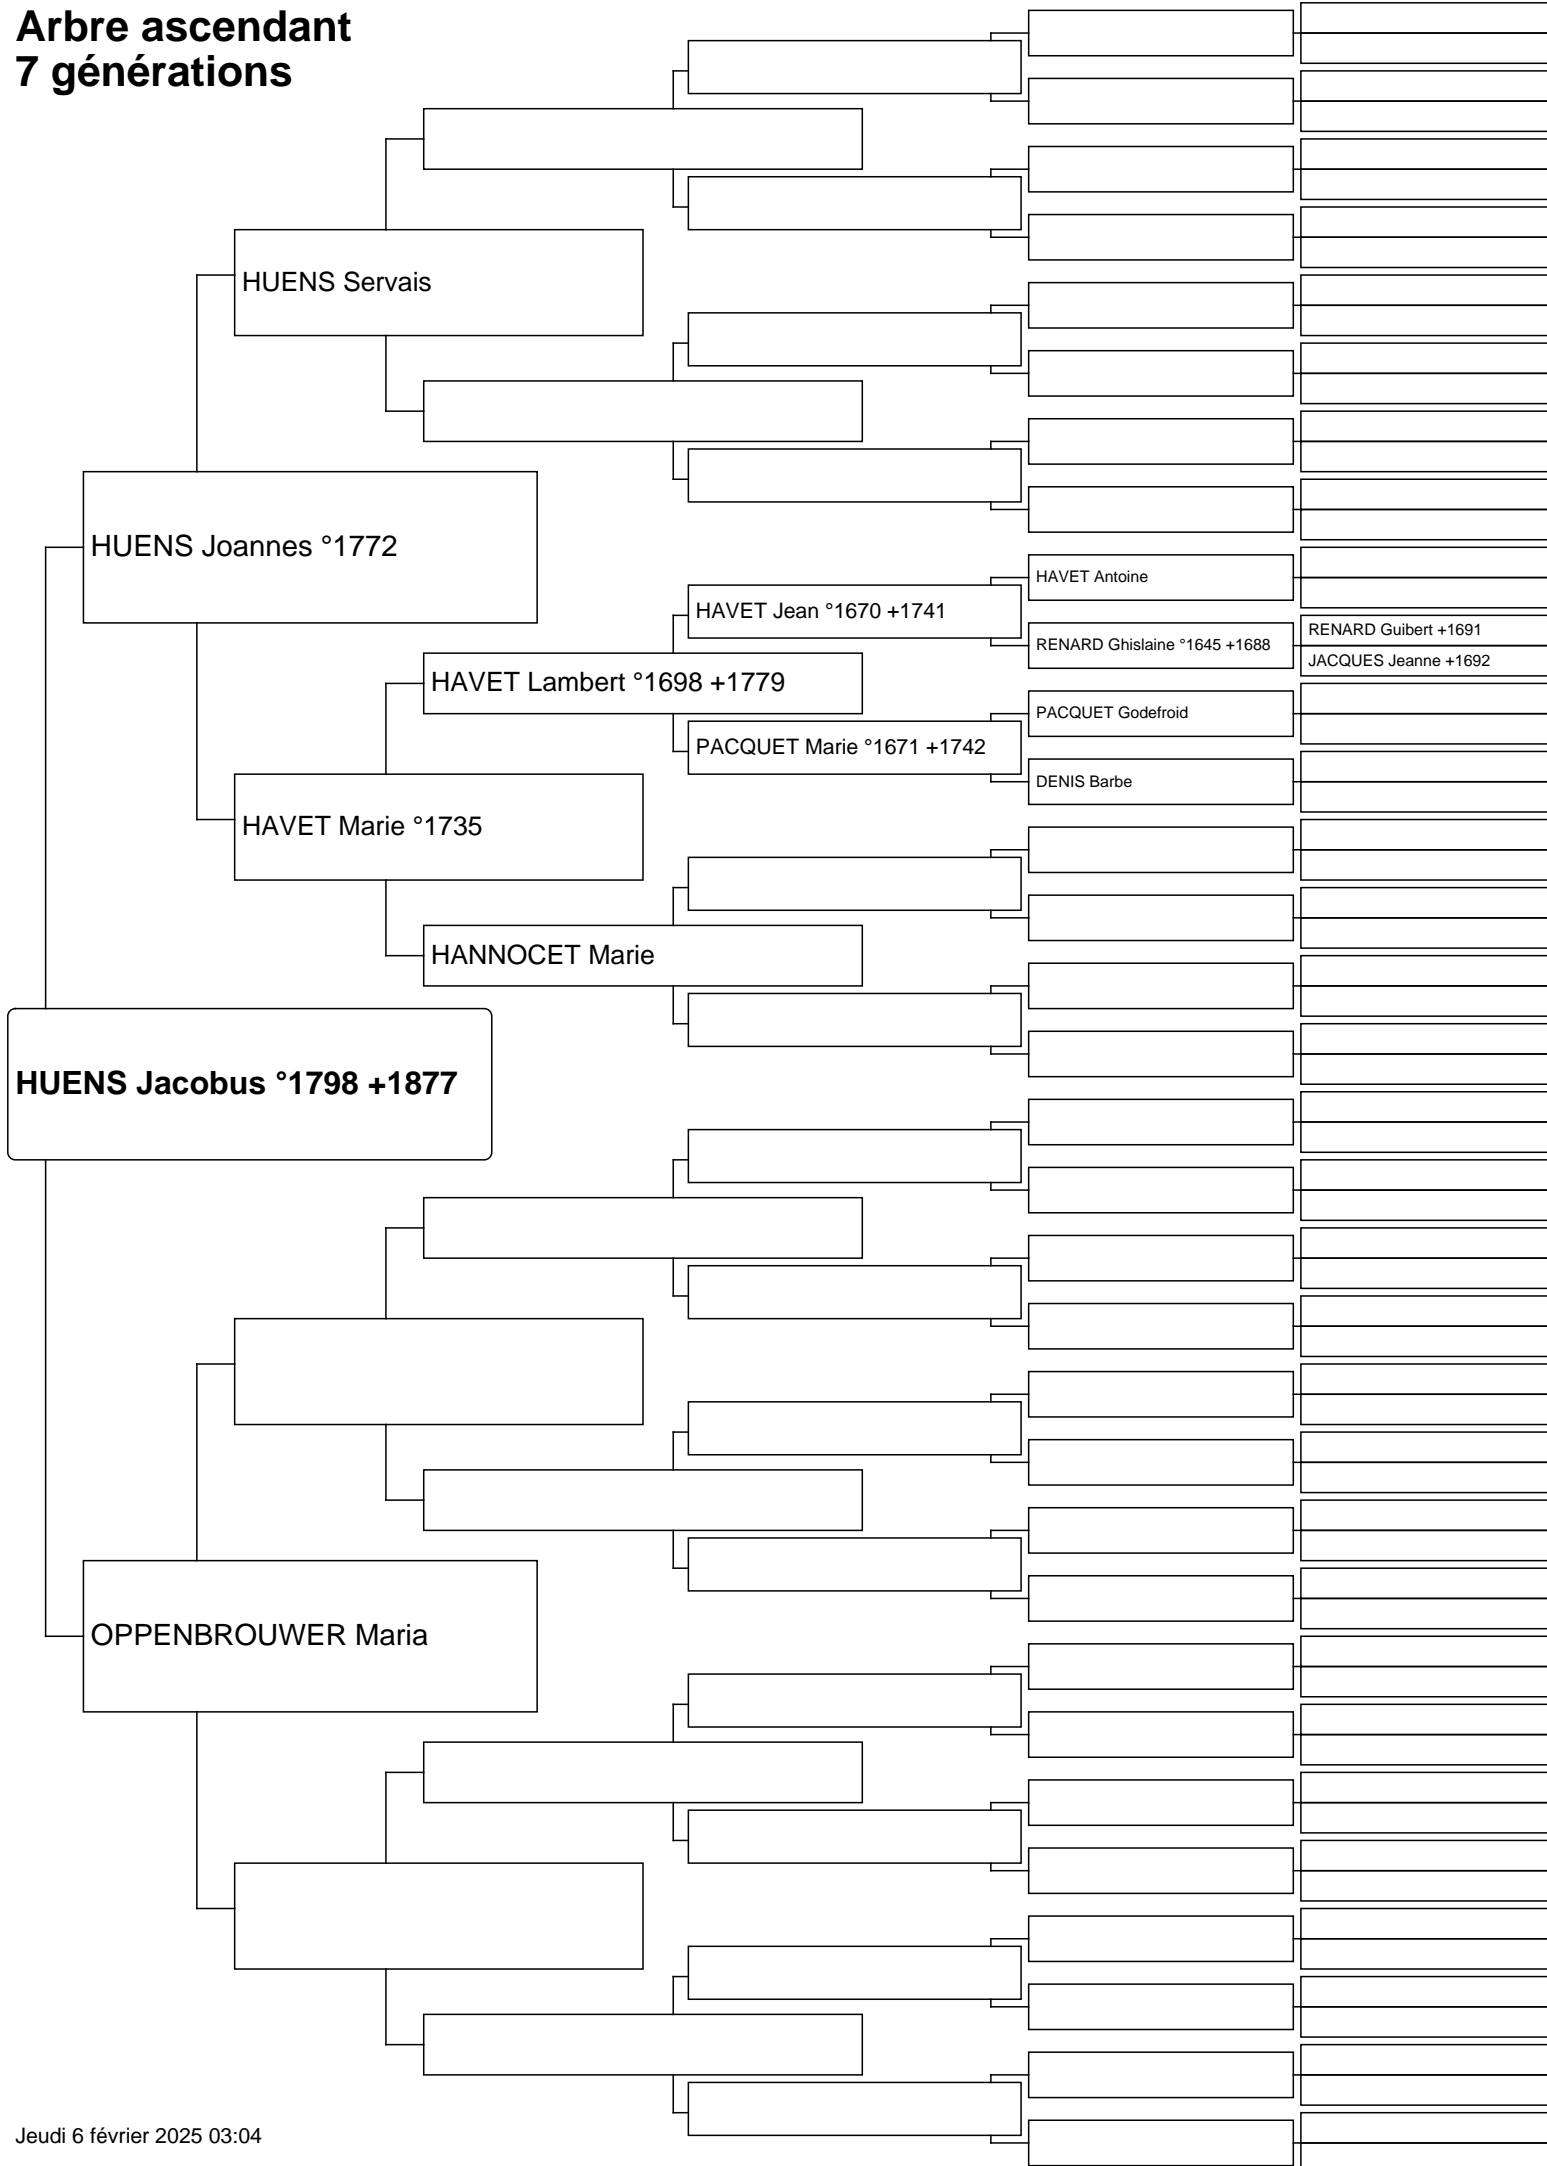 Arbre ascendant
7 générations
HUENS Servais
HUENS Joannes °1772
HAVET Antoine
HAVET Jean °1670 +1741
RENARD Guibert +1691
RENARD Ghislaine °1645 +1688
JACQUES Jeanne +1692
HAVET Lambert °1698 +1779
PACQUET Godefroid
PACQUET Marie °1671 +1742
DENIS Barbe
HAVET Marie °1735
HANNOCET Marie
HUENS Jacobus °1798 +1877
OPPENBROUWER Maria
Jeudi 6 février 2025 03:04